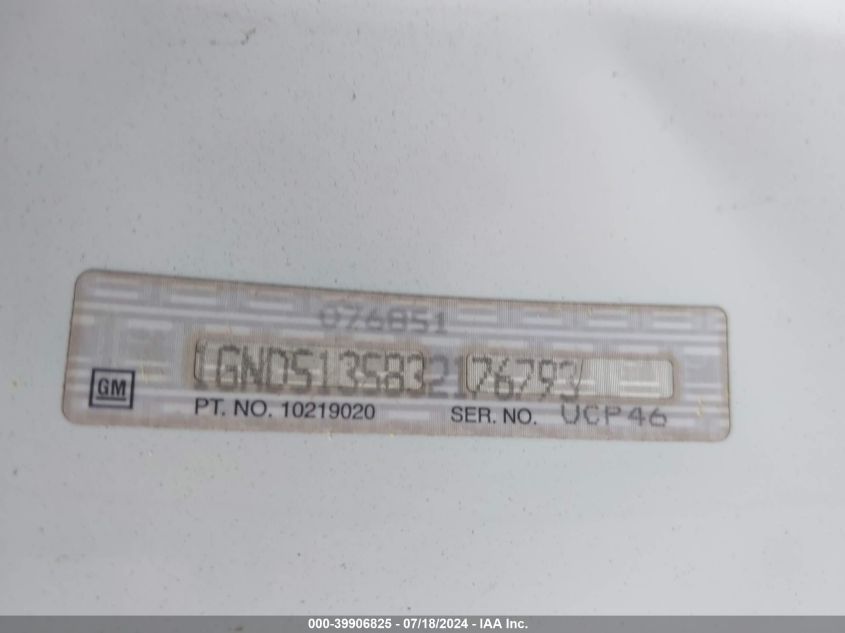 076851
1GNDS13S832176793
GM
PT. NO. 10219020 SER. NO. UCP46
000-39906825 - 07/18/2024 - IAA Inc.